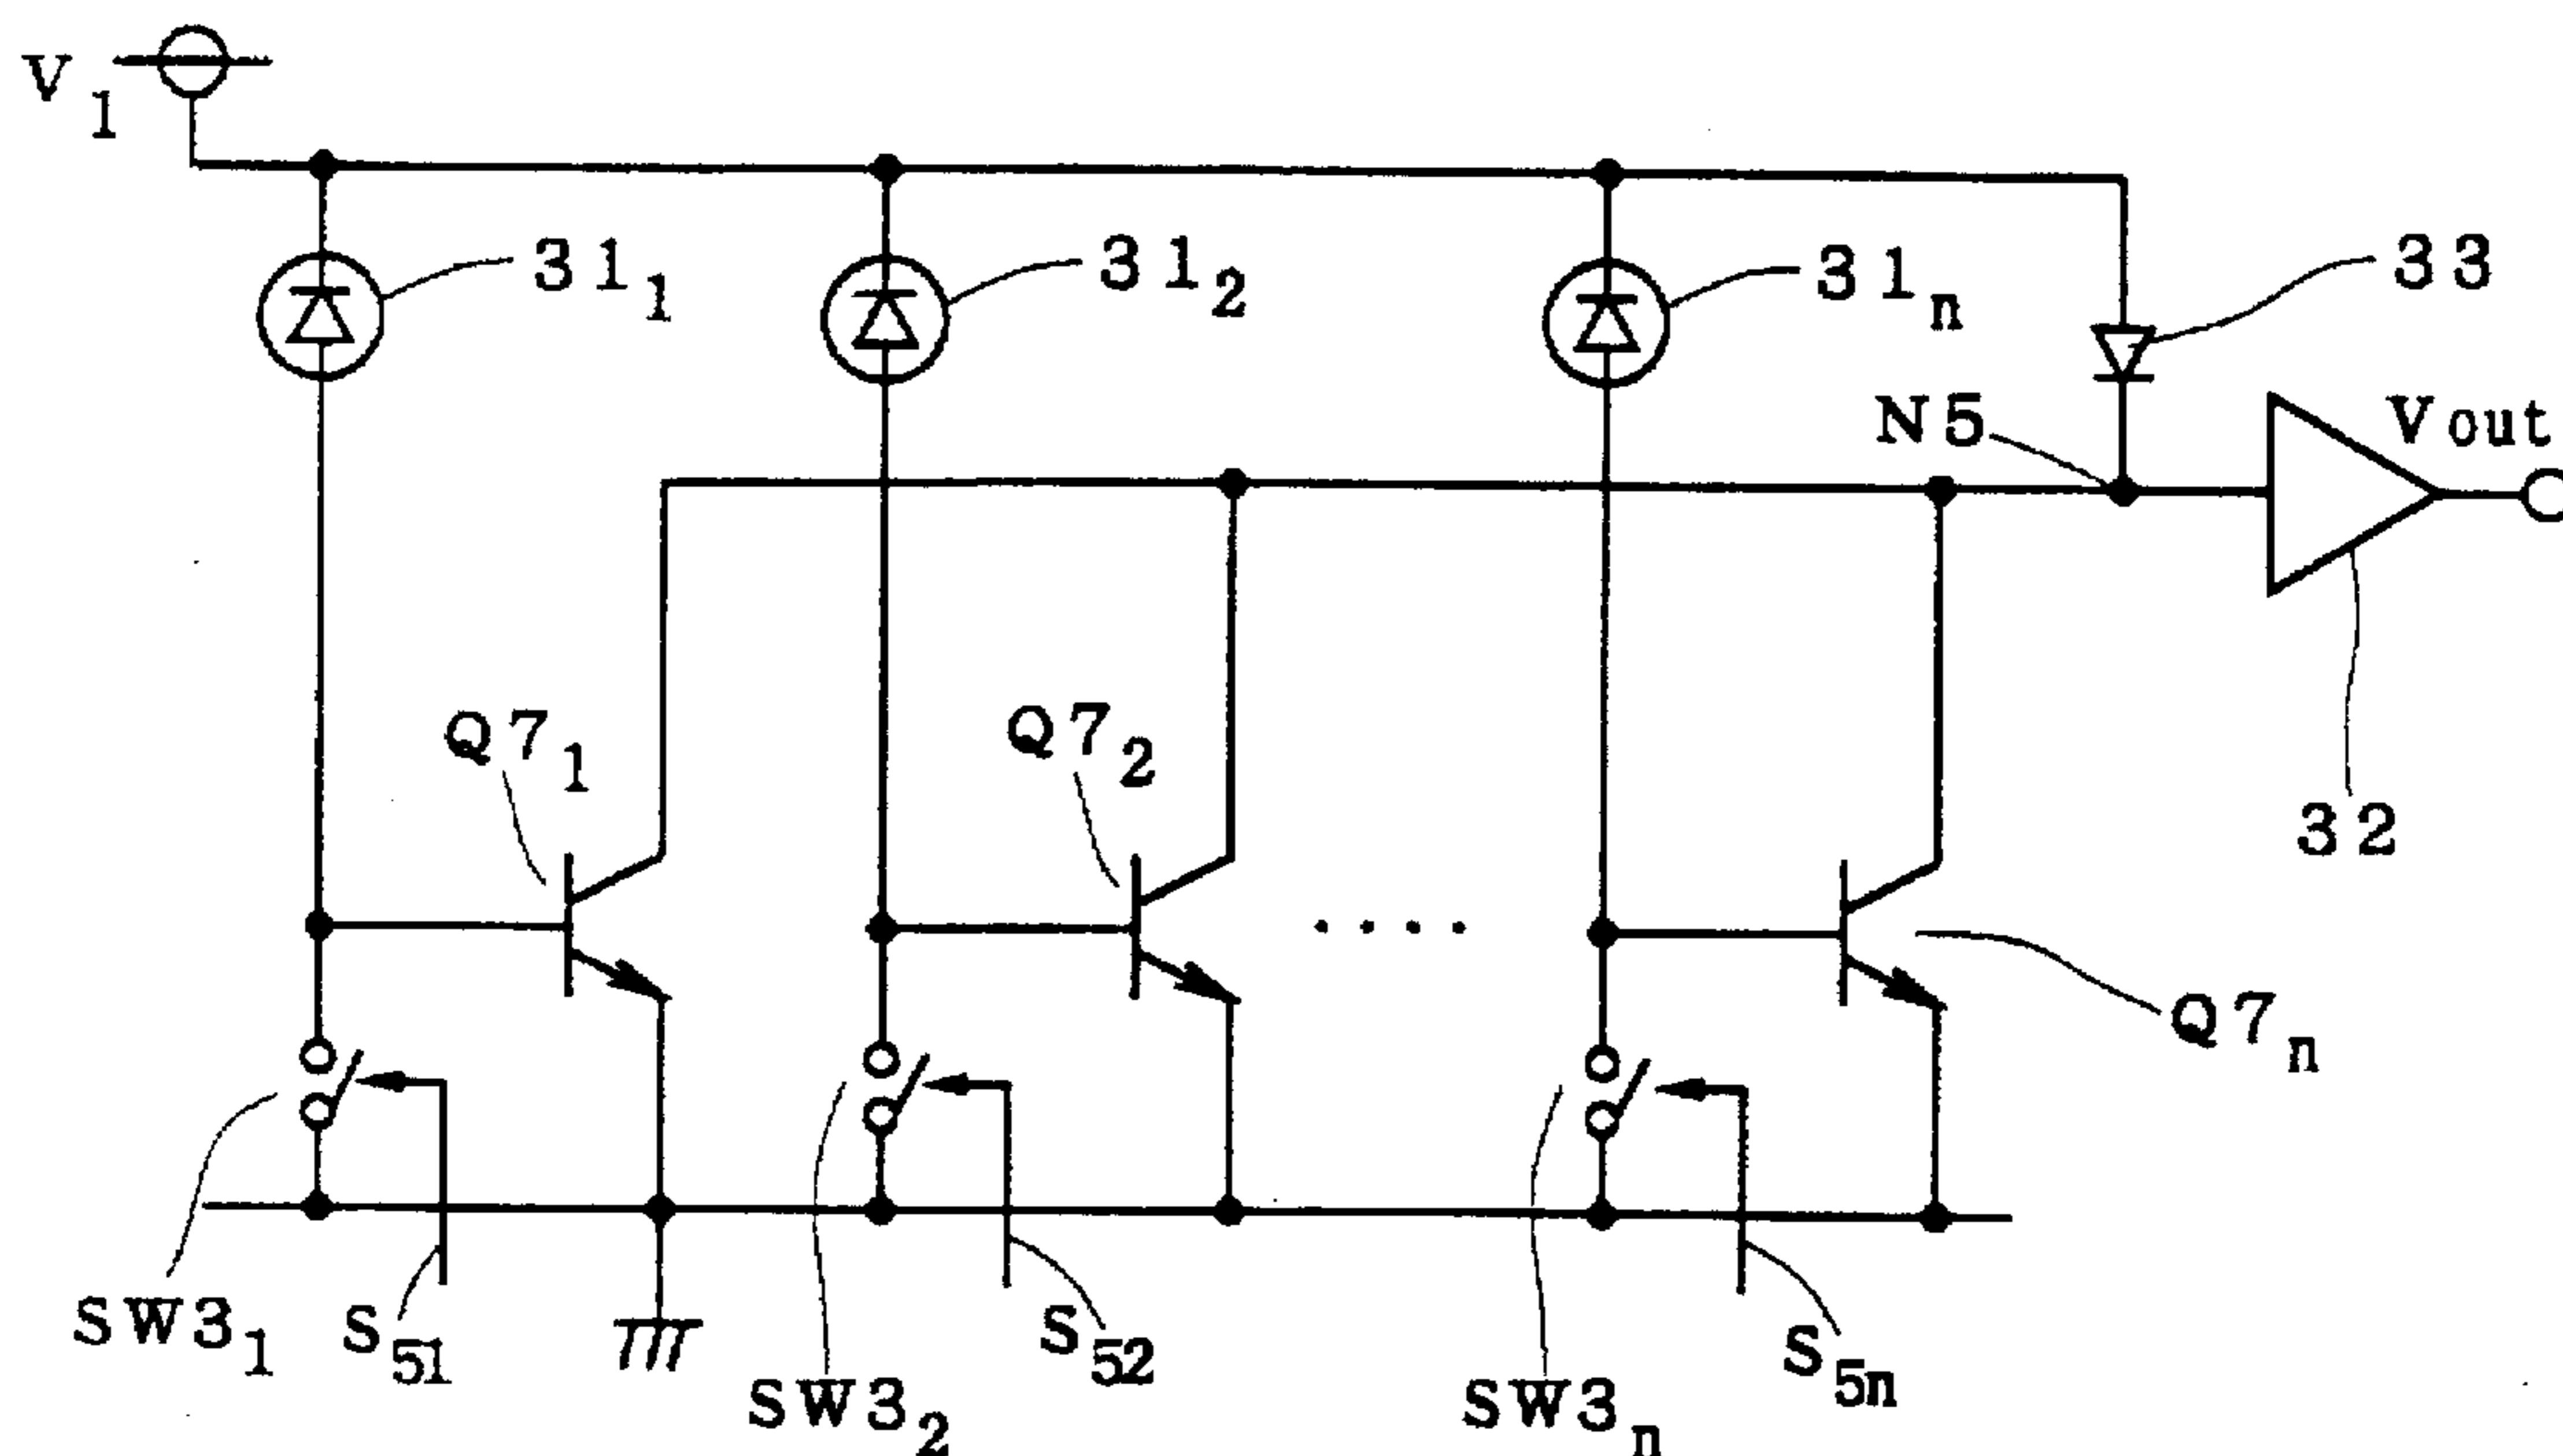 V1
31₁
31₂
31ₙ
33
N5
Vout
Q7₁
Q7₂
32
Q7ₙ
SW3₁
S₅₁
SW3₂
S₅₂
SW3ₙ
S₅ₙ